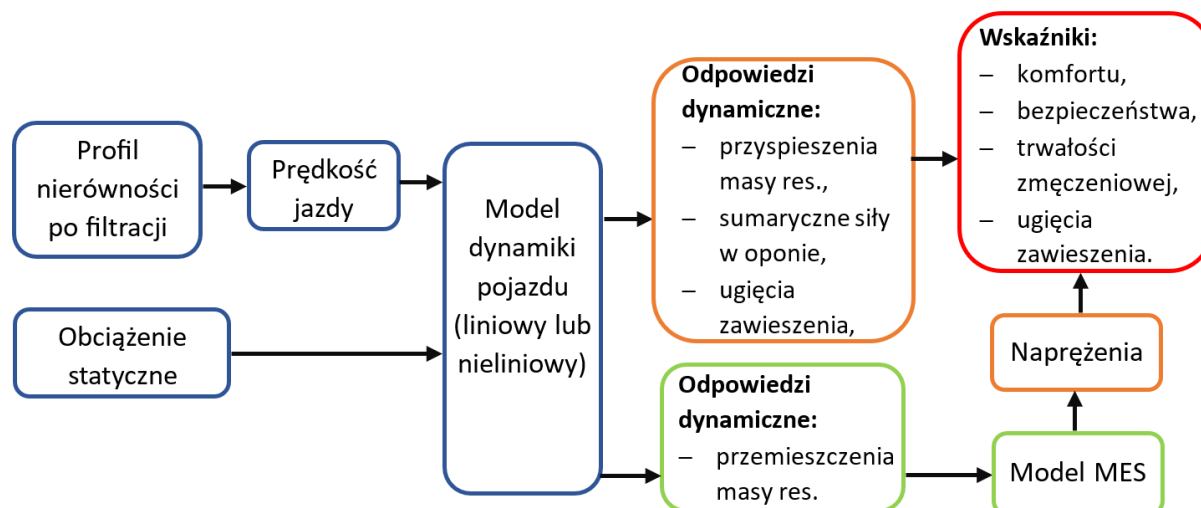 Profil
nierówności
po filtracji
Prędkość
jazdy
Obciążenie
statyczne
Model
dynamiki
pojazdu
(liniowy lub
nieliniowy)
Odpowiedzi
dynamiczne:
– przyspieszenia
masy res.,
– sumaryczne siły
w oponie,
– ugięcia
zawieszenia,
Odpowiedzi
dynamiczne:
– przemieszczenia
masy res.
Model MES
Naprężenia
Wskaźniki:
– komfortu,
– bezpieczeństwa,
– trwałości
zmęczeniowej,
– ugięcia
zawieszenia.